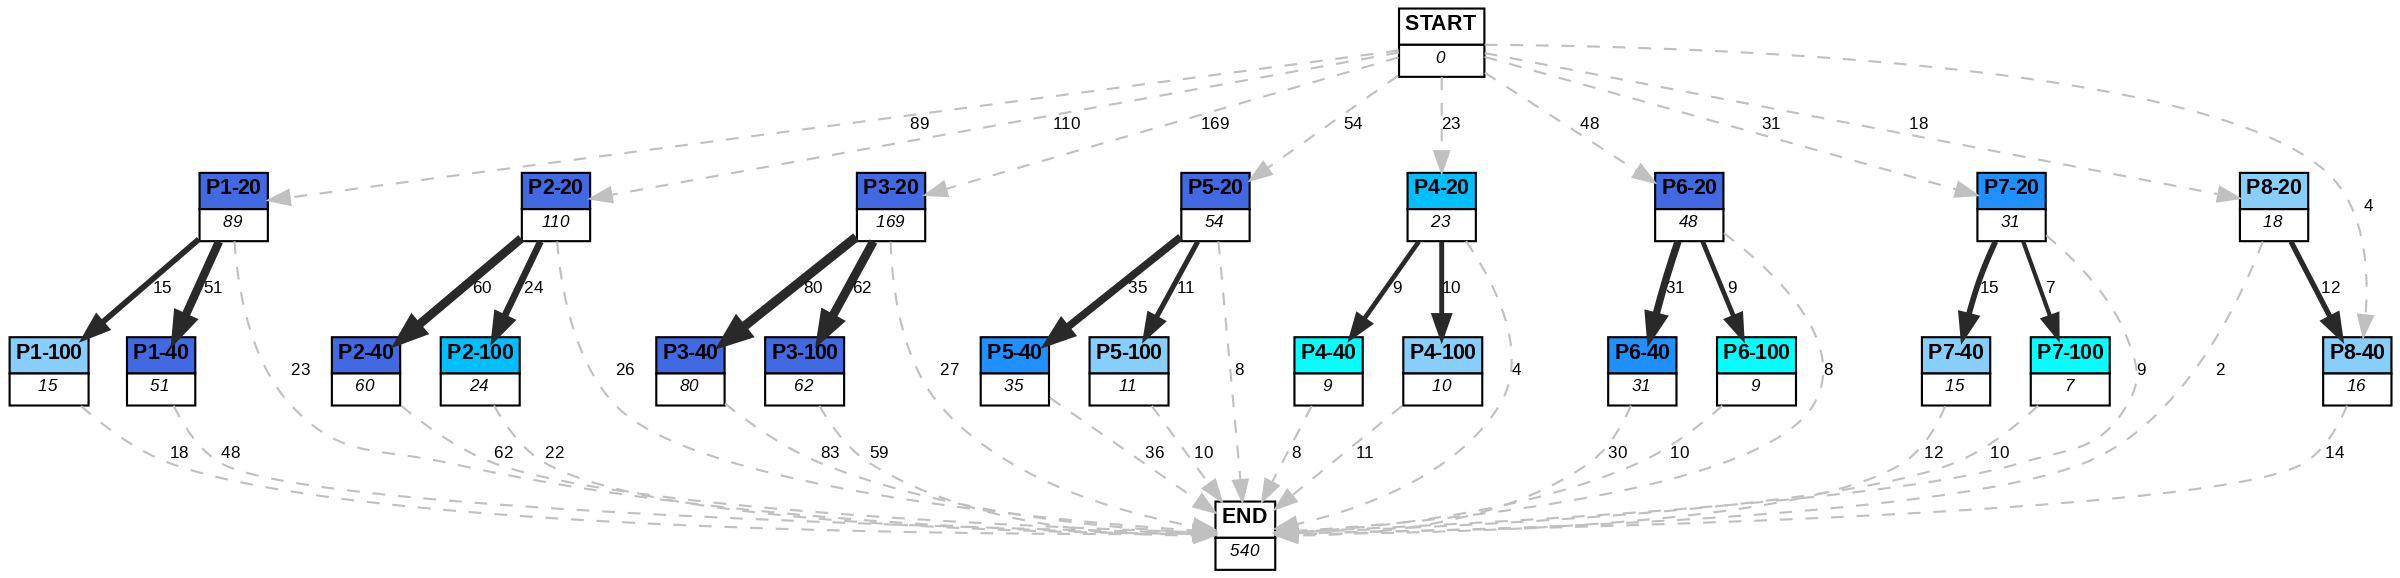 START
0
89
110
169
54
23
48
31
18
4
P1-20
89
P2-20
110
P3-20
169
P5-20
54
P4-20
23
P6-20
48
P7-20
31
P8-20
18
15
51
60
24
80
62
35
11
9
10
31
9
15
7
12
P1-100
15
P1-40
51
23
P2-40
60
P2-100
24
26
P3-40
80
P3-100
62
27
P5-40
35
P5-100
11
8
P4-40
9
P4-100
10
4
P6-40
31
P6-100
9
8
P7-40
15
P7-100
7
9
2
P8-40
16
18
48
62
22
83
59
36
10
8
11
30
10
12
10
14
END
540